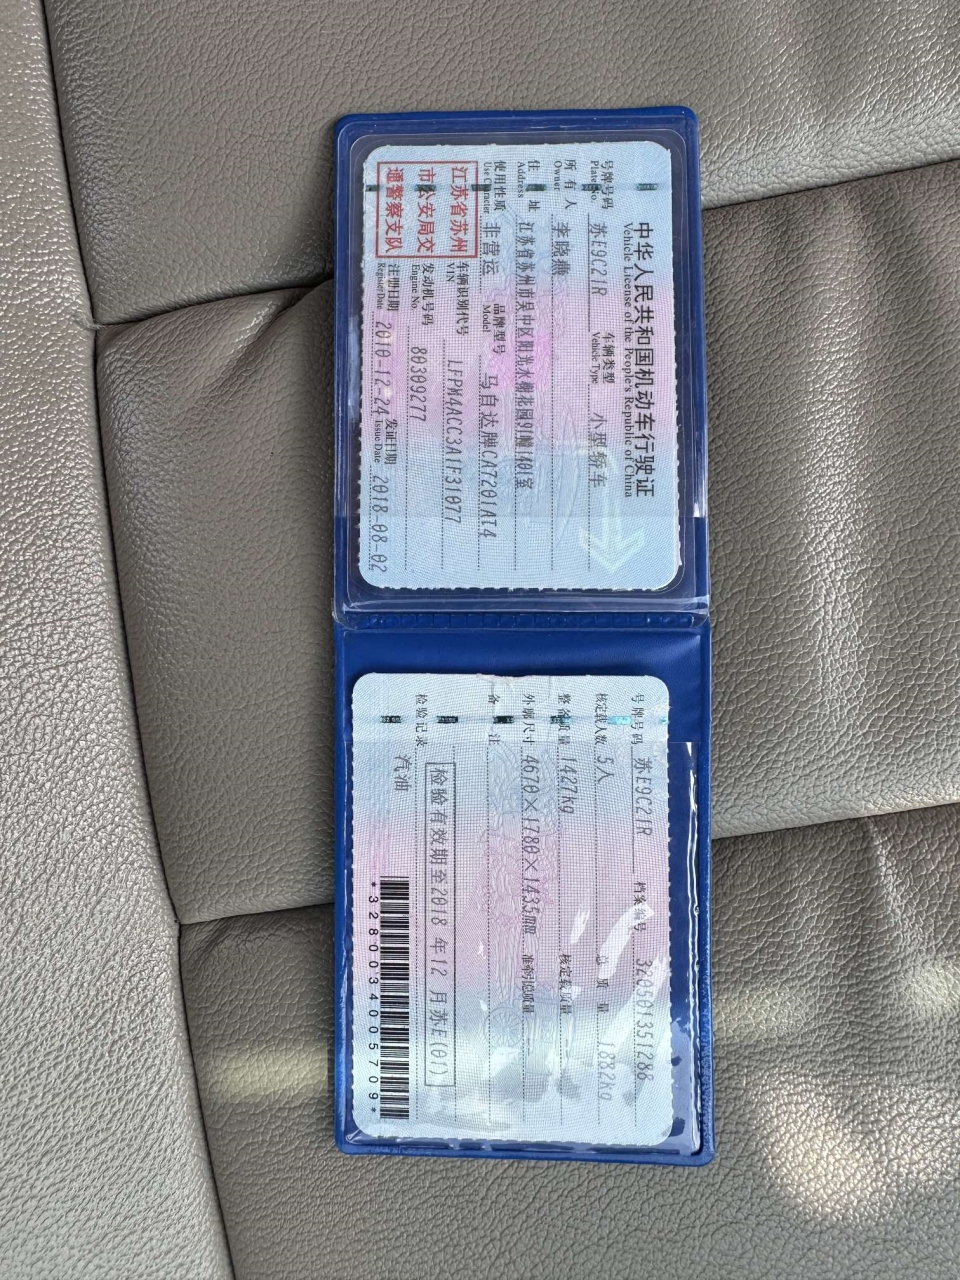 中华人民共和国机动车行驶证
Vehicle License of the People's Republic of China
号牌号码 苏E9C21R 车辆类型 小型轿车
Plate No. Vehicle Type
所有人 李晓燕
Owner
住址 江苏省苏州市吴中区阳光水榭花园91幢1401室
Address
使用性质 非营运 品牌型号 马自达牌CA7201AT4
Use Character Model
江苏省苏州
市公安局交
通警察支队
车辆识别代号 LFPM4ACC3A1F31077
VIN
发动机号码 80309277
Engine No.
注册日期 2010-12-24 发证日期 2018-08-02
Register Date Issue Date
号牌号码 苏E9C21R 档案编号 320501351288
核定载人数 5人 总质量 1832kg
整备质量 1427kg 核定载质量
外廓尺寸 4670×1780×1435mm 准牵引总质量
备注
检验有效期至2018年12月苏E(01)
检验记录
汽油
*3280034005709*